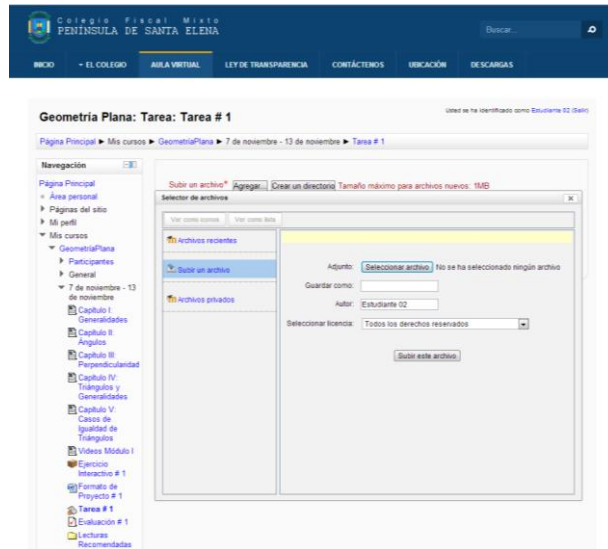 Colegio Fiscal Mixto
PENÍNSULA DE SANTA ELENA
Buscar...
INICIO
EL COLEGIO
AULA VIRTUAL
LEY DE TRANSPARENCIA
CONTÁCTENOS
UBICACIÓN
DESCARGAS
Geometría Plana: Tarea: Tarea # 1
Usted se ha identificado como Estudiante 02 (Salir)
Página Principal ► Mis cursos ► GeometríaPlana ► 7 de noviembre - 13 de noviembre ► Tarea # 1
Navegación
Página Principal
Área personal
Páginas del sitio
Mi perfil
Mis cursos
GeometríaPlana
Participantes
General
7 de noviembre - 13
de noviembre
Capítulo I:
Generalidades
Capítulo II:
Ángulos
Capítulo III:
Perpendicularidad
Capítulo IV:
Triángulos y
Generalidades
Capítulo V:
Casos de
Igualdad de
Triángulos
Videos Módulo I
Ejercicio
Interactivo # 1
Formato de
Proyecto # 1
Tarea # 1
Evaluación # 1
Lecturas
Recomendadas
Subir un archivo* Agregar... Crear un directorio Tamaño máximo para archivos nuevos: 1MB
Selector de archivos
Ver como iconos
Ver como lista
Archivos recientes
Subir un archivo
Archivos privados
Adjunto: Seleccionar archivo No se ha seleccionado ningún archivo
Guardar como:
Autor: Estudiante 02
Seleccionar licencia: Todos los derechos reservados
Subir este archivo